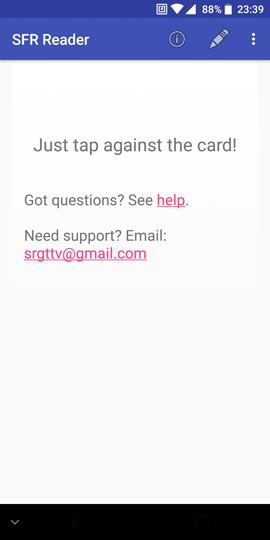 88% 23:39
SFR Reader
Just tap against the card!
Got questions? See help.
Need support? Email:
srgttv@gmail.com